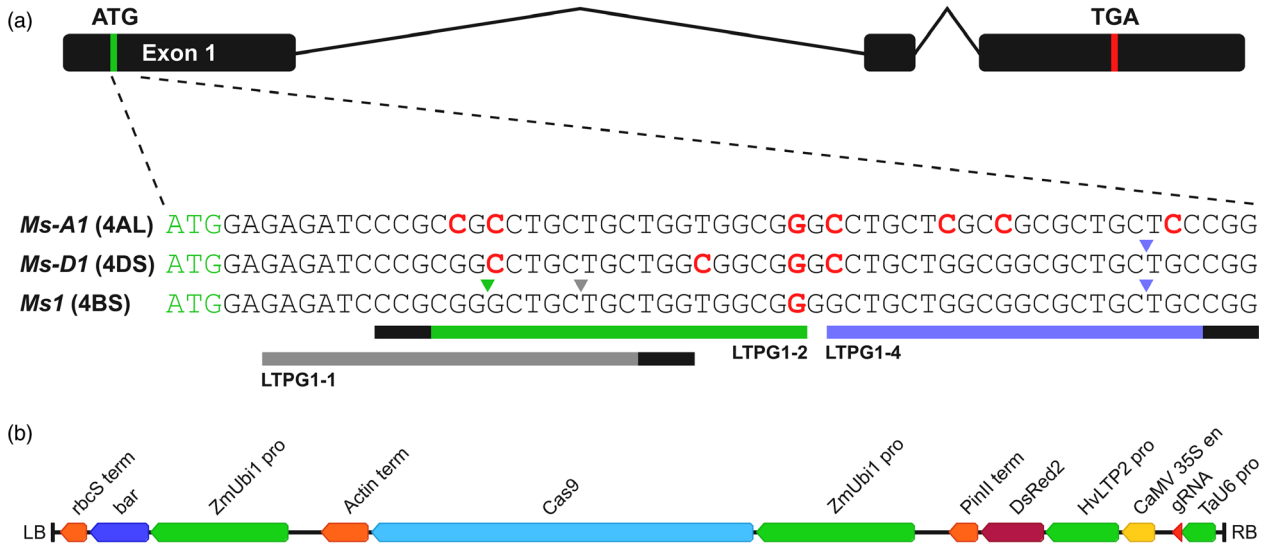 (a)
ATG
TGA
Exon 1
Ms-A1 (4AL) ATGGAGAGATCCCGCCGCCTGCTGCTGGTGGCGGGCCTGCTCGCCGCGCTGCTCCCGG
Ms-D1 (4DS) ATGGAGAGATCCCGCGGCCTGCTGCTGGCGGCGGGCCTGCTGGCGGCGCTGCTGCCGG
Ms1 (4BS) ATGGAGAGATCCCGCGGGCTGCTGCTGGTGGCGGGGCTGCTGGCGGCGCTGCTGCCGG
LTPG1-2
LTPG1-4
LTPG1-1
(b)
LB
rbcS term
bar
ZmUbi1 pro
Actin term
Cas9
ZmUbi1 pro
PinII term
DsRed2
HvLTP2 pro
CaMV 35S en
gRNA
TaU6 pro
RB